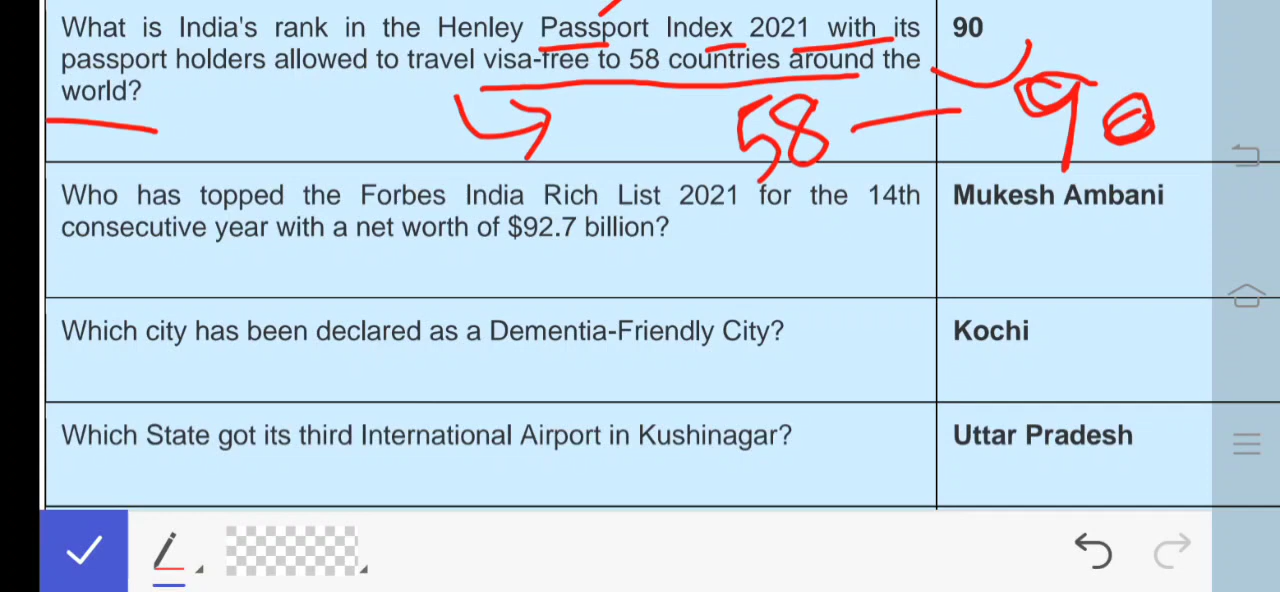 What is India's rank in the Henley Passport Index 2021 with its
90
passport holders allowed to travel visa-free to 58 countries around the
world?
58 — 90
Who has topped the Forbes India Rich List 2021 for the 14th
Mukesh Ambani
consecutive year with a net worth of $92.7 billion?
Which city has been declared as a Dementia-Friendly City?
Kochi
Which State got its third International Airport in Kushinagar?
Uttar Pradesh